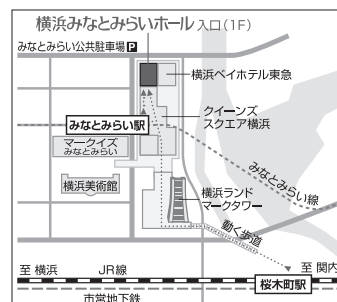 横浜みなとみらいホール 入口(1F)
みなとみらい公共駐車場 P
横浜ベイホテル東急
クイーンズ
スクエア横浜
みなとみらい駅
マークイズ
みなとみらい
みなとみらい線
横浜美術館
横浜ランド
マークタワー
動く歩道
至 横浜
JR線
至 関内
桜木町駅
市営地下鉄